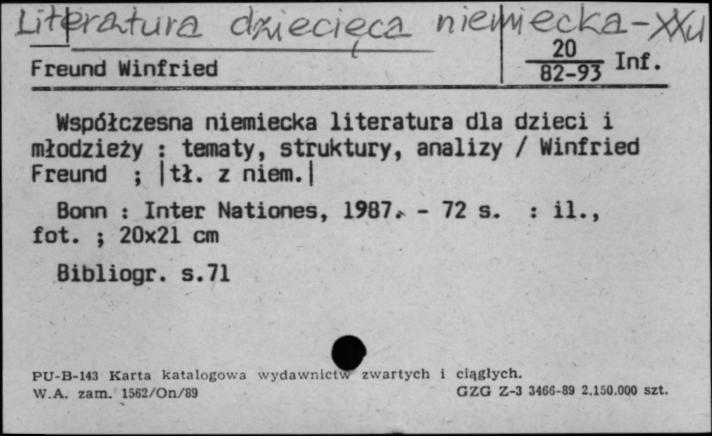 Literatura dziecięca niemiecka-XXw
Freund Winfried
20
82-93 Inf.
Współczesna niemiecka literatura dla dzieci i
młodzieży : tematy, struktury, analizy / Winfried
Freund ; |tł. z niem.|
Bonn : Inter Nationes, 1987. - 72 s. : il.,
fot. ; 20x21 cm
Bibliogr. s.71
PU-B-143 Karta katalogowa wydawnictw zwartych i ciągłych.
W.A. zam. 1562/On/89 GZG Z-3 3466-89 2.150.000 szt.